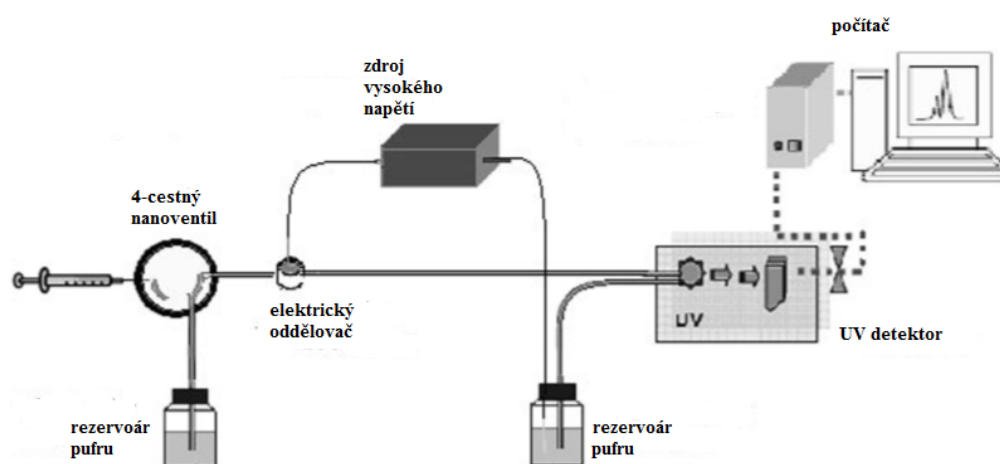 počítač
zdroj
vysokého
napětí
4-cestný
nanoventil
elektrický
oddělovač
UV
UV detektor
rezervoár
pufru
rezervoár
pufru